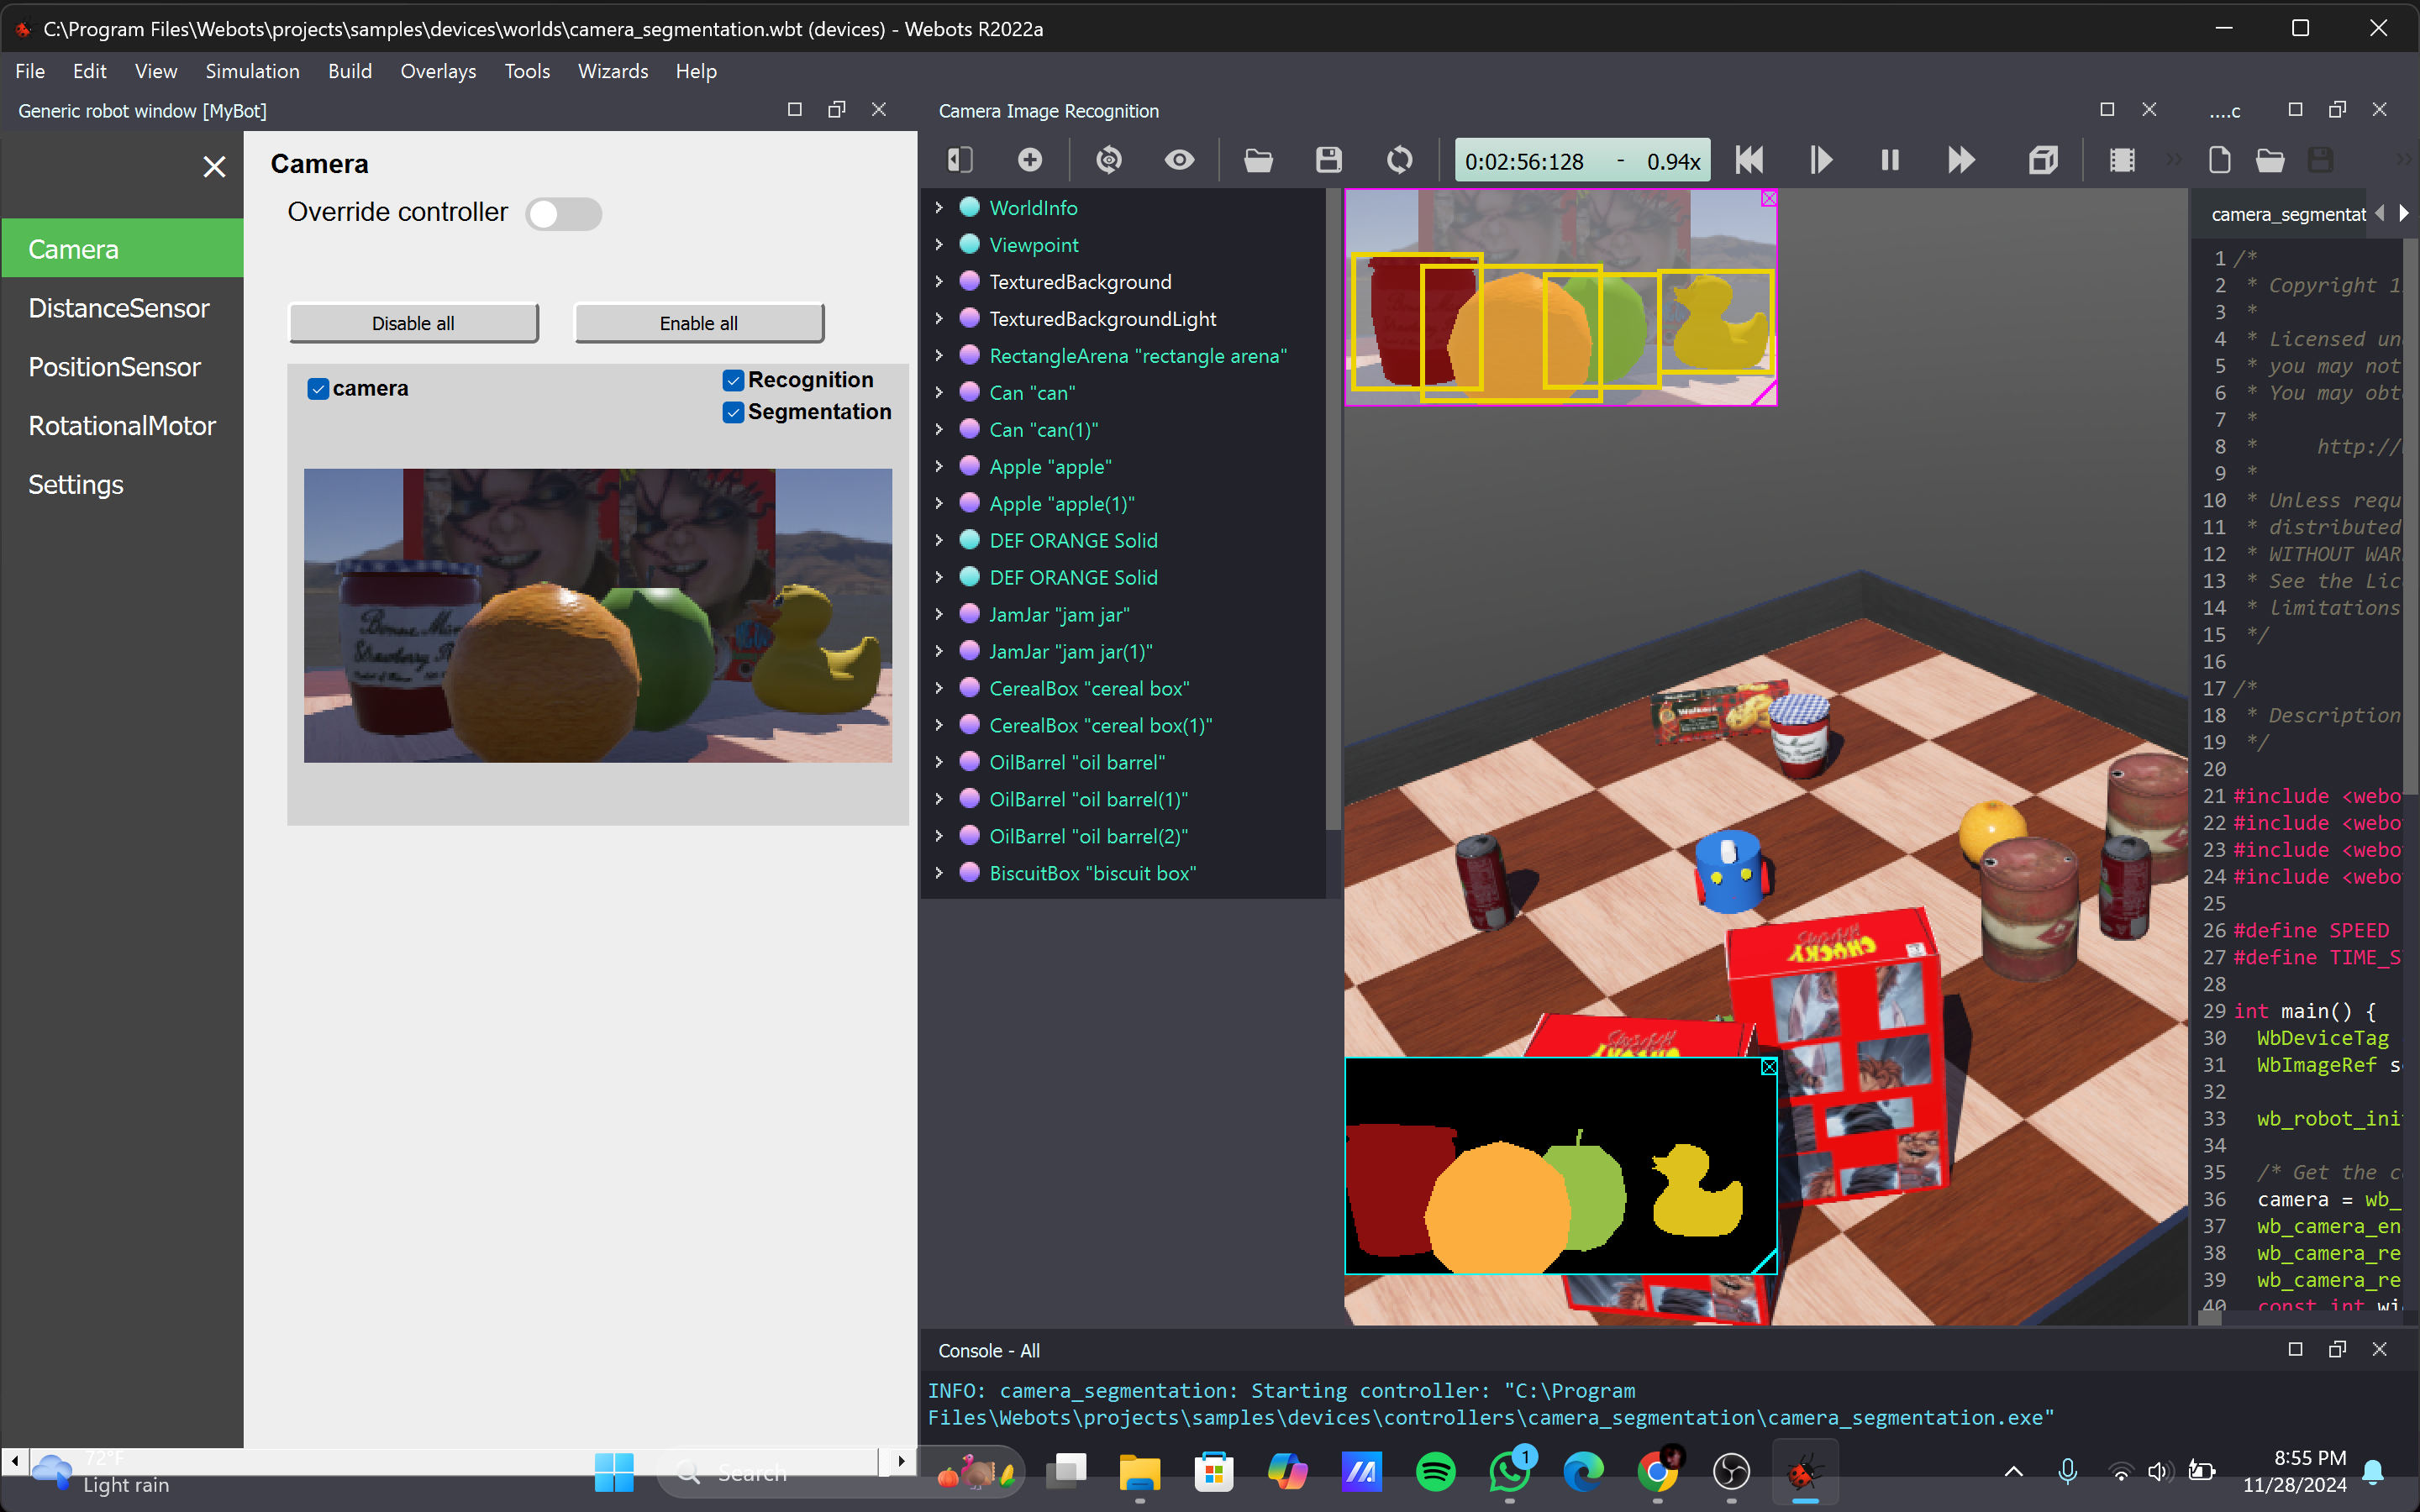 C:\Program Files\Webots\projects\samples\devices\worlds\camera_segmentation.wbt (devices) - Webots R2022a
File Edit View Simulation Build Overlays Tools Wizards Help
Generic robot window [MyBot]
Camera
DistanceSensor
PositionSensor
RotationalMotor
Settings
Camera
Override controller
Disable all
Enable all
camera
Recognition
Segmentation
Camera Image Recognition
0:02:56:128 - 0.94x
WorldInfo
Viewpoint
TexturedBackground
TexturedBackgroundLight
RectangleArena "rectangle arena"
Can "can"
Can "can(1)"
Apple "apple"
Apple "apple(1)"
DEF ORANGE Solid
DEF ORANGE Solid
JamJar "jam jar"
JamJar "jam jar(1)"
CerealBox "cereal box"
CerealBox "cereal box(1)"
OilBarrel "oil barrel"
OilBarrel "oil barrel(1)"
OilBarrel "oil barrel(2)"
BiscuitBox "biscuit box"
CHUCKY
....c
camera_segmentat
1 /*
2 * Copyright 1
3 *
4 * Licensed un
5 * you may not
6 * You may obt
7 *
8 * http://
9 *
10 * Unless requ
11 * distributed
12 * WITHOUT WAR
13 * See the Lic
14 * limitations
15 */
16
17 /*
18 * Description
19 */
20
21 #include <webo
22 #include <webo
23 #include <webo
24 #include <webo
25
26 #define SPEED
27 #define TIME_S
28
29 int main() {
30 WbDeviceTag
31 WbImageRef s
32
33 wb_robot_init
34
35 /* Get the c
36 camera = wb_
37 wb_camera_en
38 wb_camera_re
39 wb_camera_re
40 const int wi
Console - All
INFO: camera_segmentation: Starting controller: "C:\Program
Files\Webots\projects\samples\devices\controllers\camera_segmentation\camera_segmentation.exe"
72°F
Light rain
Search
1
8:55 PM
11/28/2024